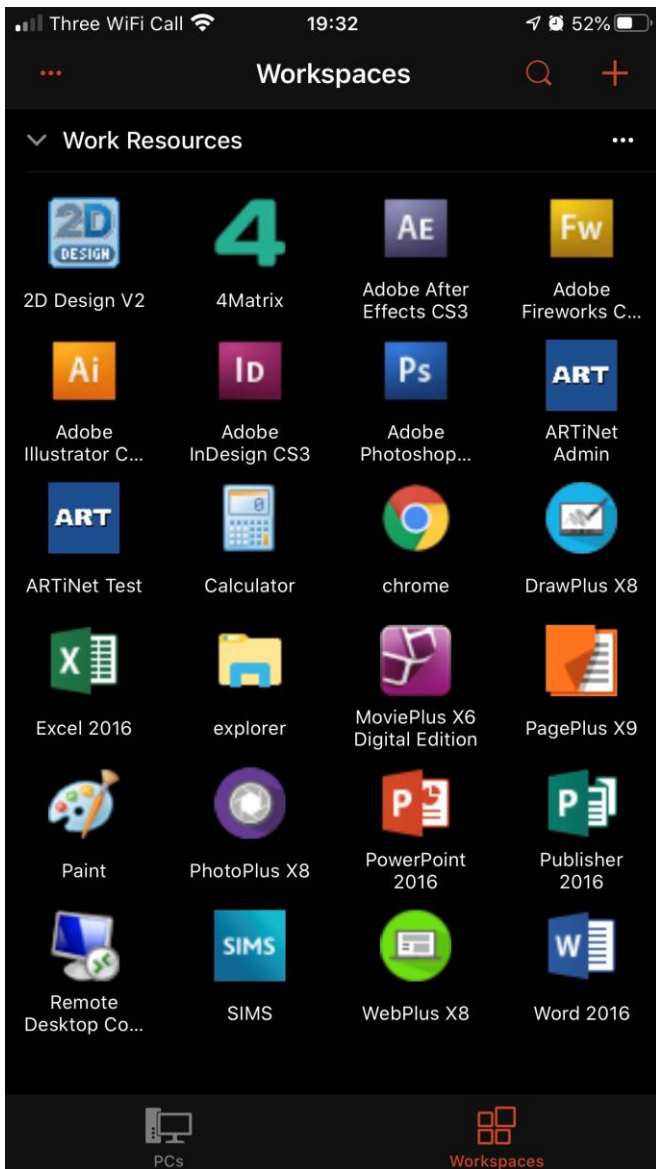 Three WiFi Call 19:32 52%
Workspaces
Work Resources
2D DESIGN 4 AE Fw
2D Design V2 4Matrix Adobe After Effects CS3 Adobe Fireworks C...
Ai ID Ps ART
Adobe Illustrator C... Adobe InDesign CS3 Adobe Photoshop... ARTiNet Admin
ART 0
ARTiNet Test Calculator chrome DrawPlus X8
X
Excel 2016 explorer MoviePlus X6 Digital Edition PagePlus X9
P P
Paint PhotoPlus X8 PowerPoint 2016 Publisher 2016
SIMS W
Remote Desktop Co... SIMS WebPlus X8 Word 2016
PCs Workspaces